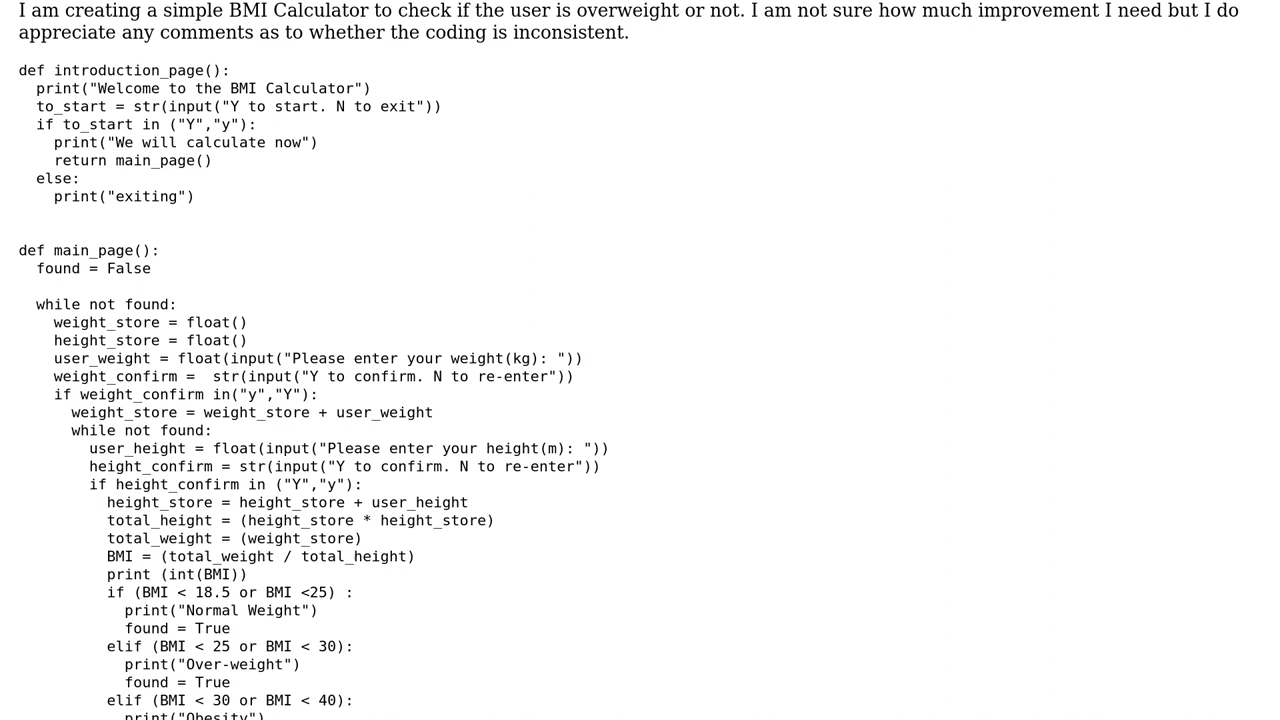 I am creating a simple BMI Calculator to check if the user is overweight or not. I am not sure how much improvement I need but I do
appreciate any comments as to whether the coding is inconsistent.
def introduction_page():
  print("Welcome to the BMI Calculator")
  to_start = str(input("Y to start. N to exit"))
  if to_start in ("Y","y"):
    print("We will calculate now")
    return main_page()
  else:
    print("exiting")
def main_page():
  found = False
  while not found:
    weight_store = float()
    height_store = float()
    user_weight = float(input("Please enter your weight(kg): "))
    weight_confirm =  str(input("Y to confirm. N to re-enter"))
    if weight_confirm in("y","Y"):
      weight_store = weight_store + user_weight
      while not found:
        user_height = float(input("Please enter your height(m): "))
        height_confirm = str(input("Y to confirm. N to re-enter"))
        if height_confirm in ("Y","y"):
          height_store = height_store + user_height
          total_height = (height_store * height_store)
          total_weight = (weight_store)
          BMI = (total_weight / total_height)
          print (int(BMI))
          if (BMI < 18.5 or BMI <25) :
            print("Normal Weight")
            found = True
          elif (BMI < 25 or BMI < 30):
            print("Over-weight")
            found = True
          elif (BMI < 30 or BMI < 40):
            print("Obesity")